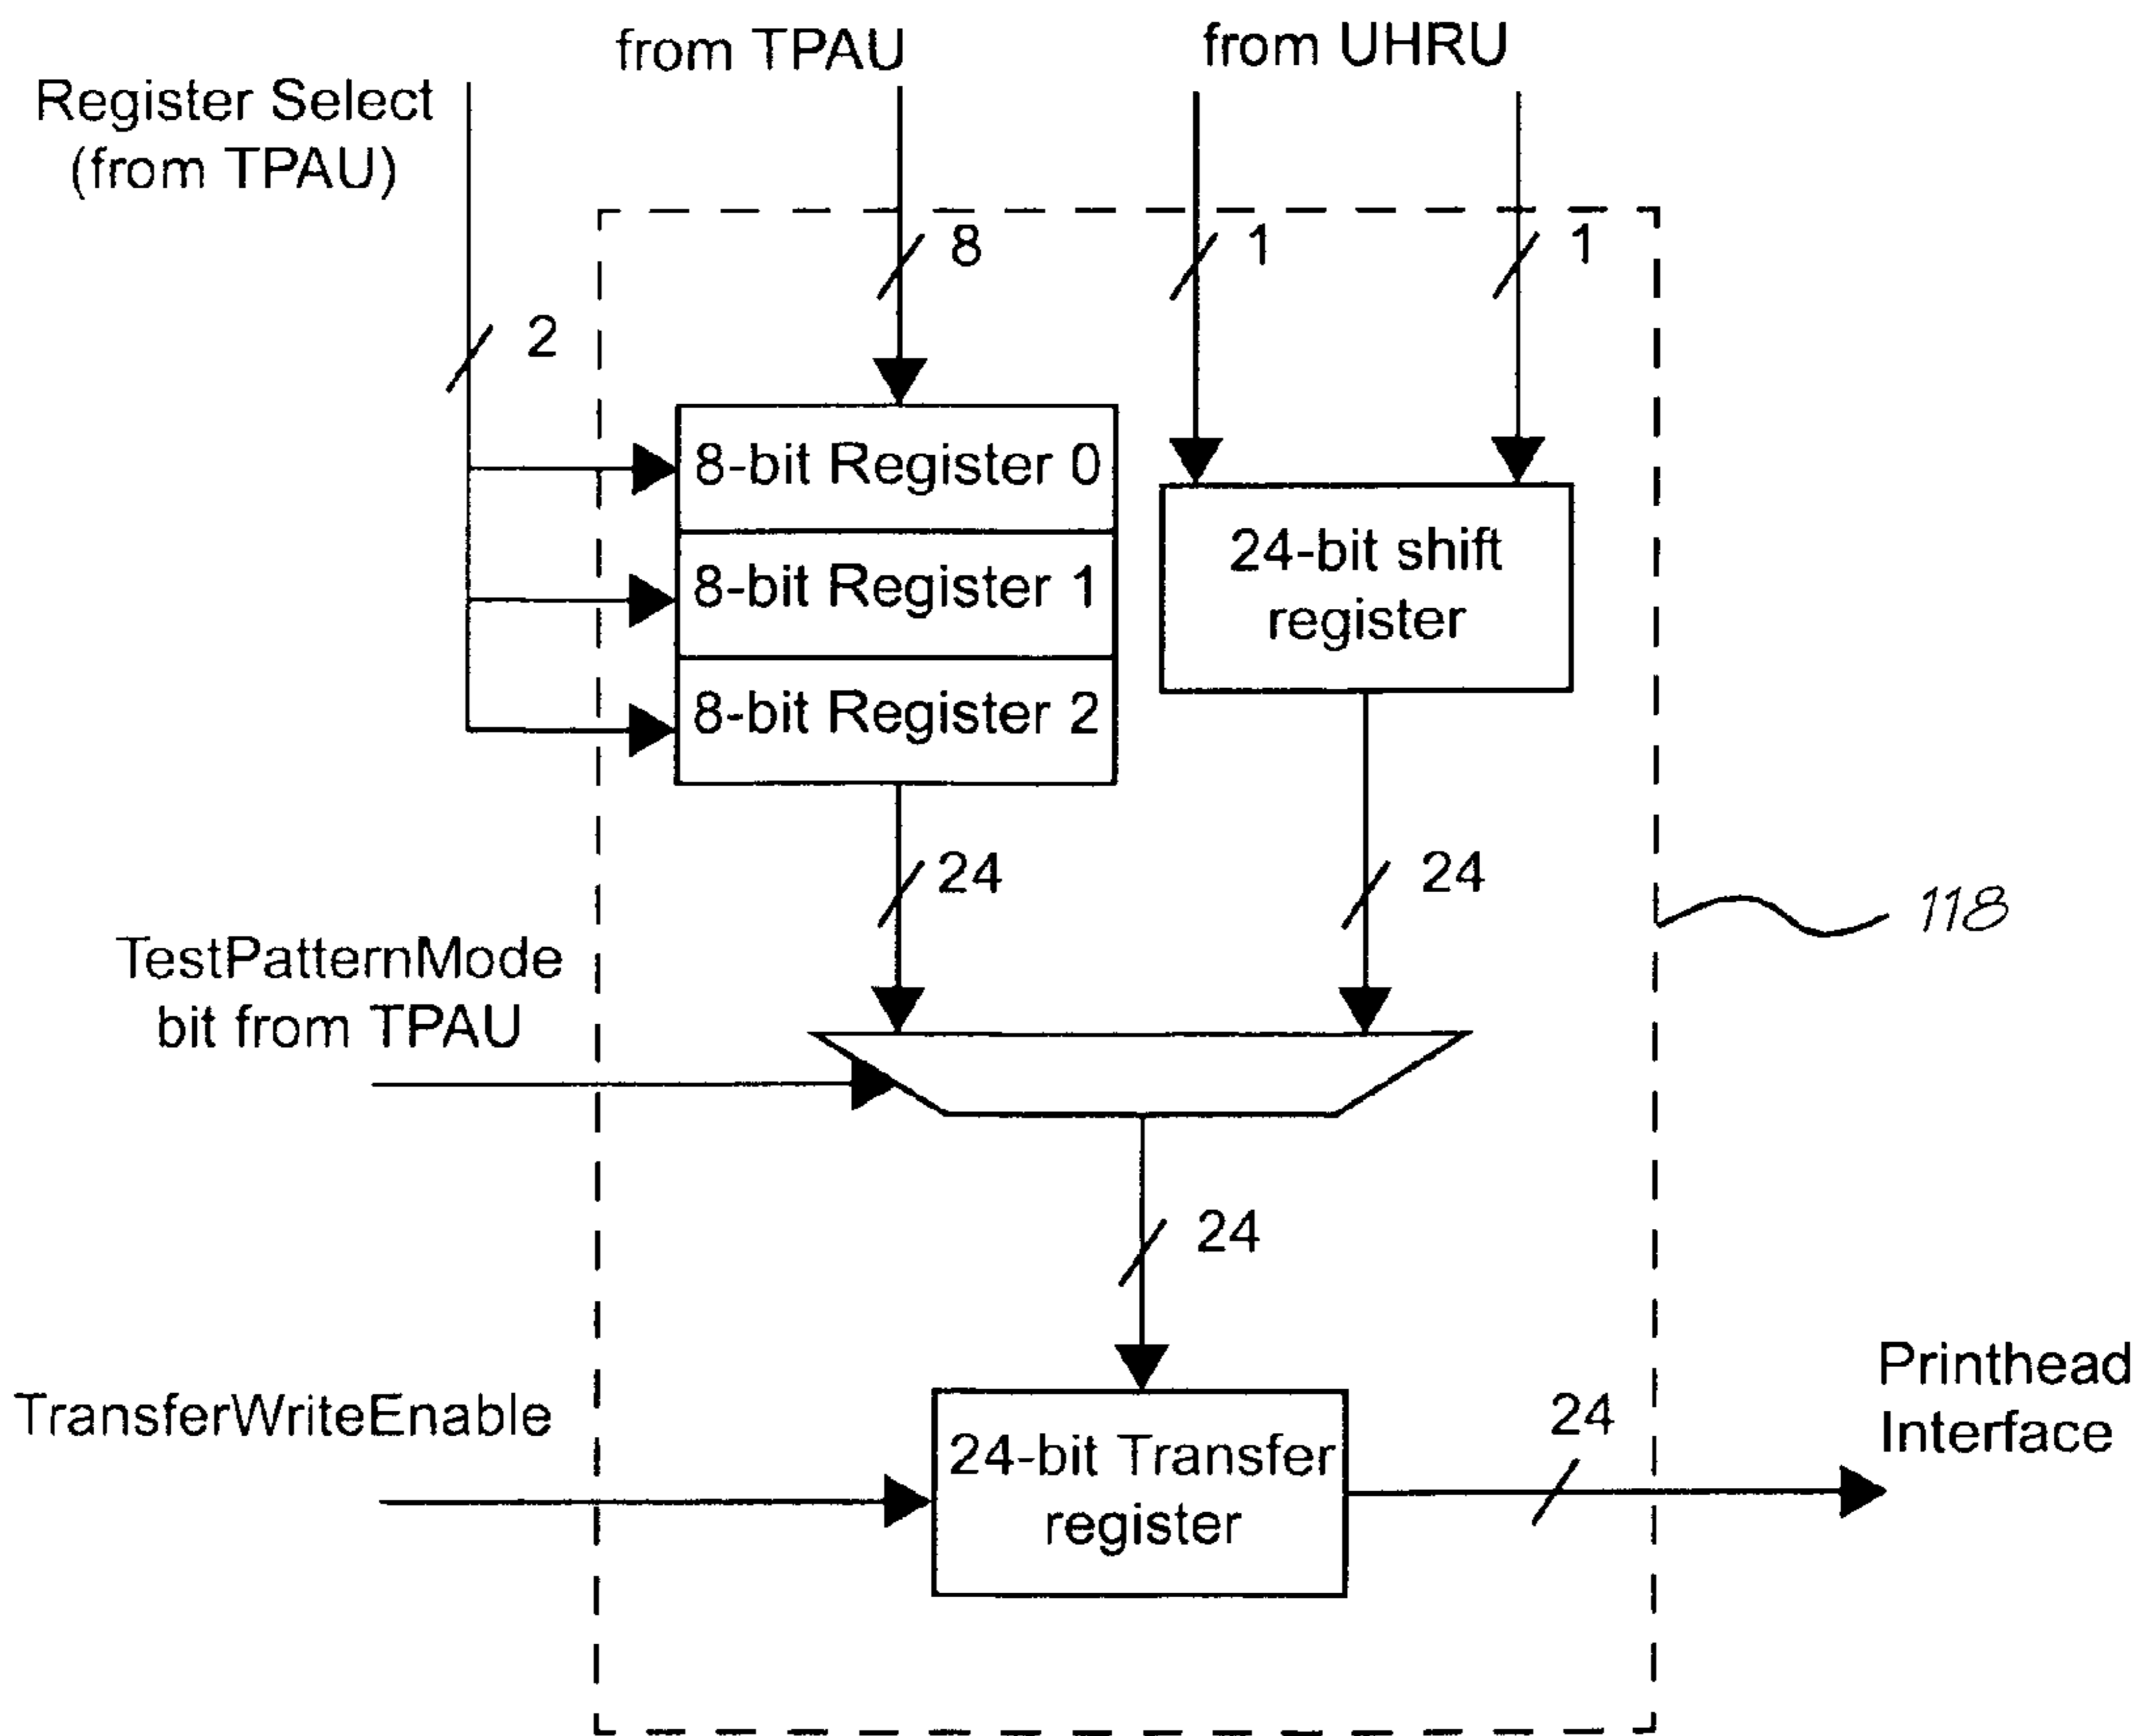 from TPAU
from UHRU
Register Select
(from TPAU)
8
1
1
2
8-bit Register 0
8-bit Register 1
8-bit Register 2
24-bit shift
register
24
24
118
TestPatternMode
bit from TPAU
24
TransferWriteEnable
24-bit Transfer
register
24
Printhead
Interface